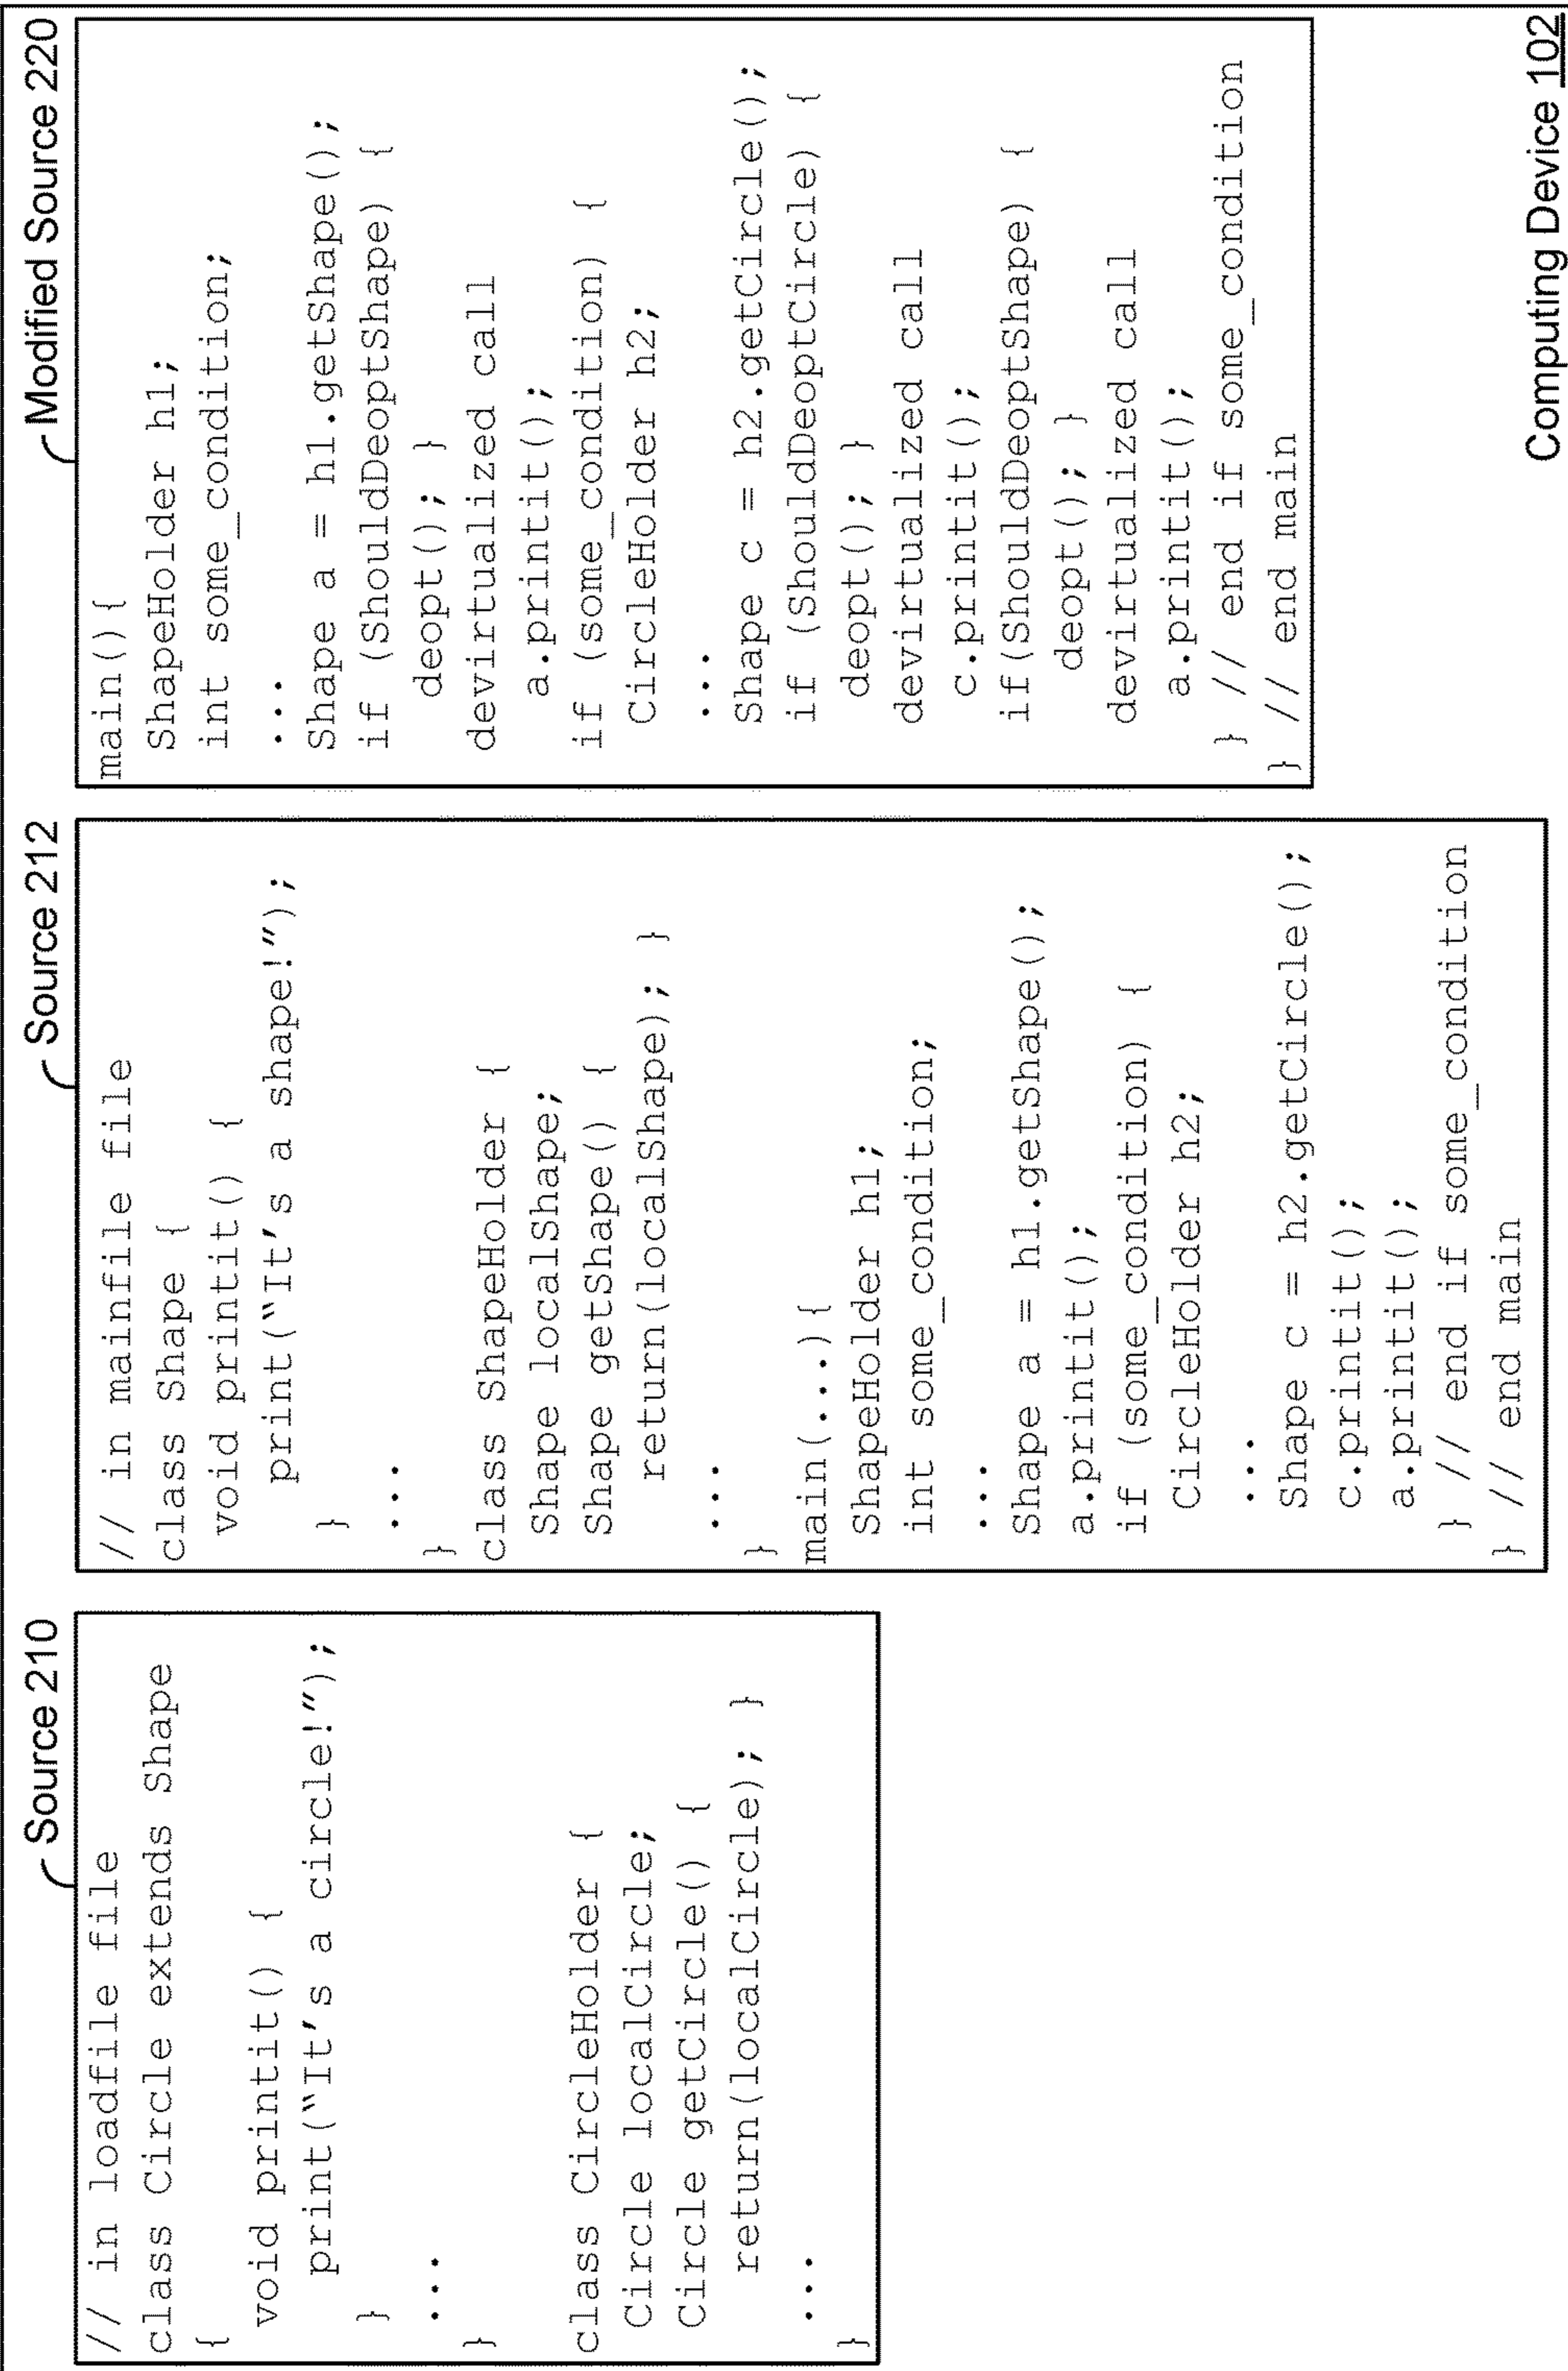 Source 210
// in loadfile file
class Circle extends Shape
{
void printit() {
print("It's a circle!");
}
...
}
class CircleHolder {
Circle localCircle;
Circle getCircle() {
return(localCircle); }
...
}
Source 212
// in mainfile file
class Shape {
void printit() {
print("It's a shape!");
}
...
}
class ShapeHolder {
Shape localShape;
Shape getShape() {
return(localShape); }
...
}
main(...){
ShapeHolder h1;
int some_condition;
...
Shape a = h1.getShape();
a.printit();
if (some_condition) {
CircleHolder h2;
...
Shape c = h2.getCircle();
c.printit();
a.printit();
} // end if some_condition
} // end main
Modified Source 220
main(){
ShapeHolder h1;
int some_condition;
...
Shape a = h1.getShape();
if (ShouldDeoptShape) {
deopt(); }
devirtualized call
a.printit();
if (some_condition) {
CircleHolder h2;
...
Shape c = h2.getCircle();
if (ShouldDeoptCircle) {
deopt(); }
devirtualized call
c.printit();
if(ShouldDeoptShape) {
deopt(); }
devirtualized call
a.printit();
} // end if some_condition
} // end main
Computing Device 102